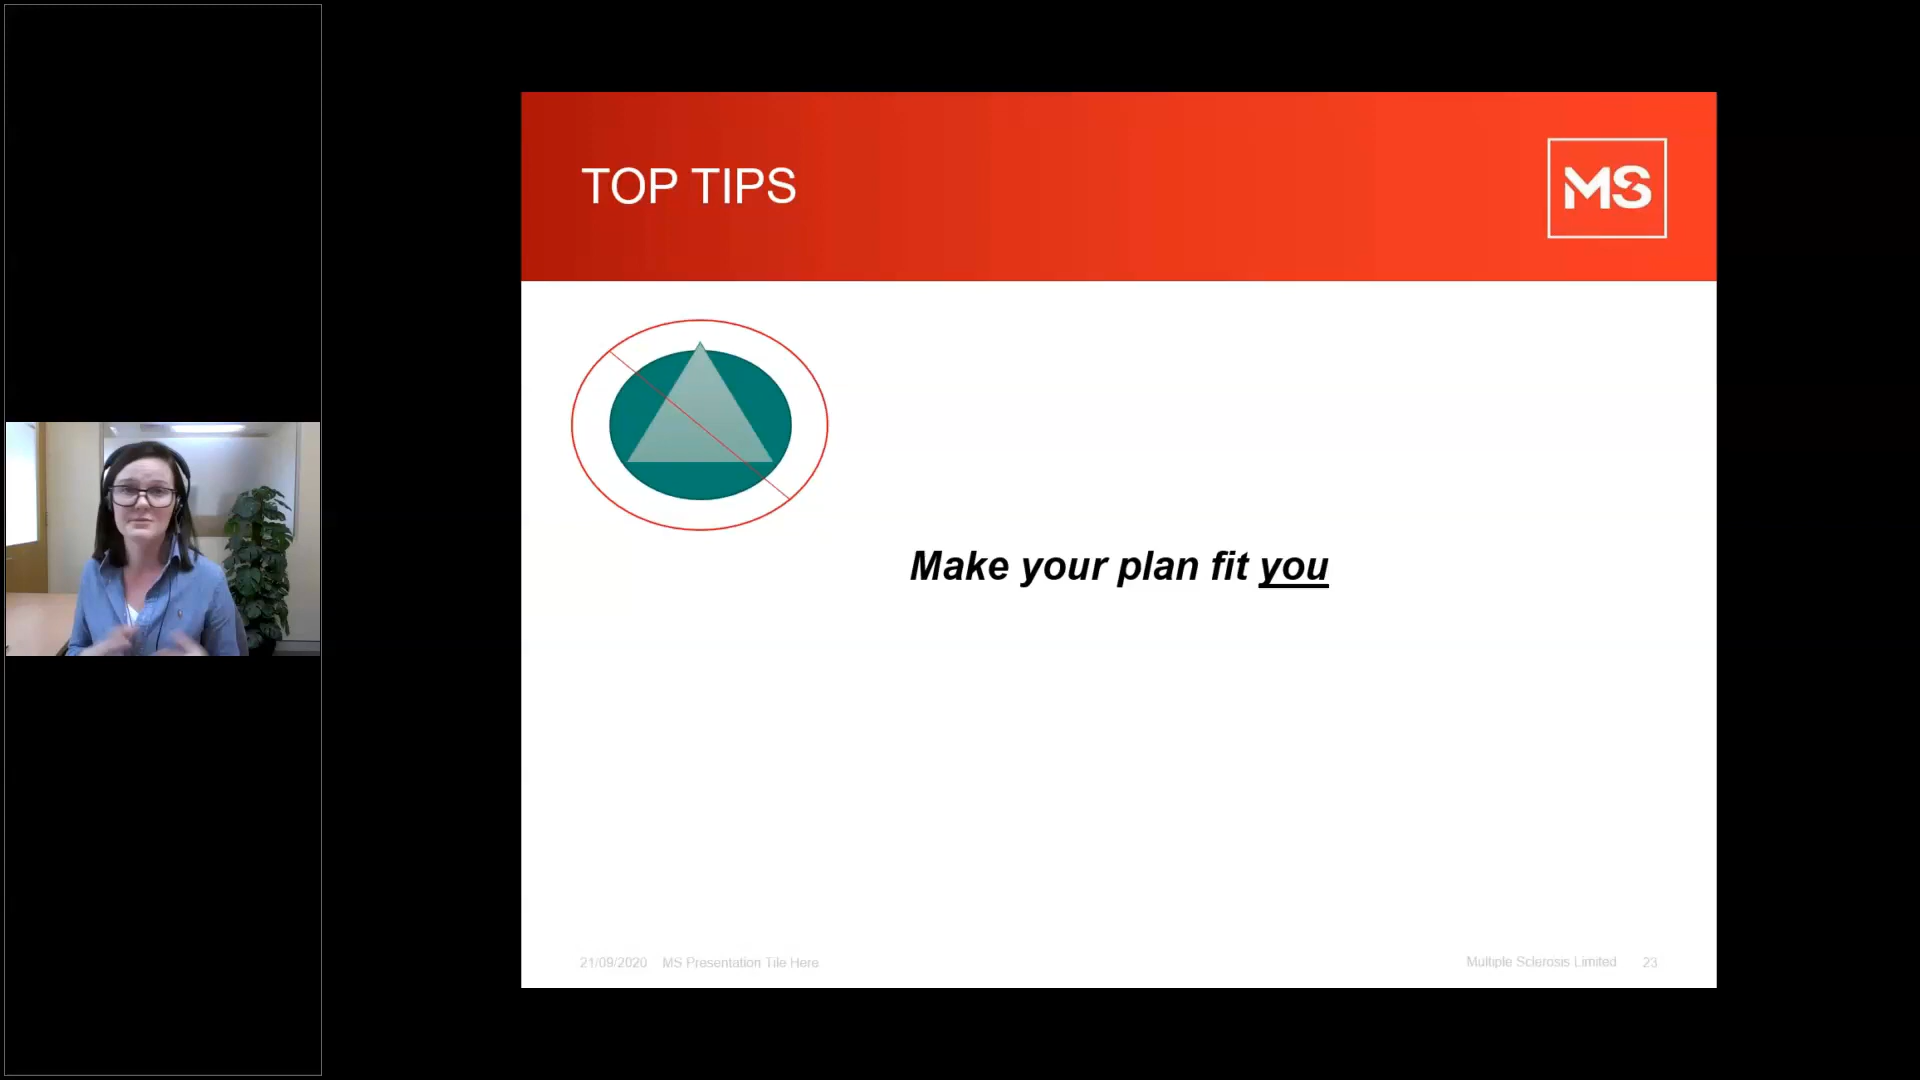 TOP TIPS
MS
Make your plan fit you
21/09/2020 MS Presentation Tile Here
Multiple Sclerosis Limited 23